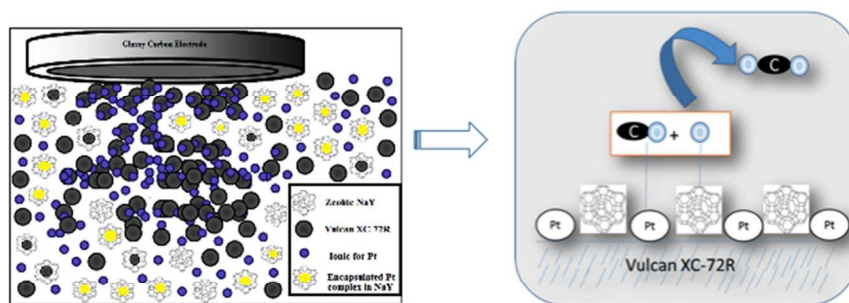 Glassy Carbon Electrode
Zeolite NaY
Vulcan XC-72R
Ionic for Pt
Encapsulated Pt
complex in NaY
O C O
C O + O
Pt Pt Pt Pt
Vulcan XC-72R